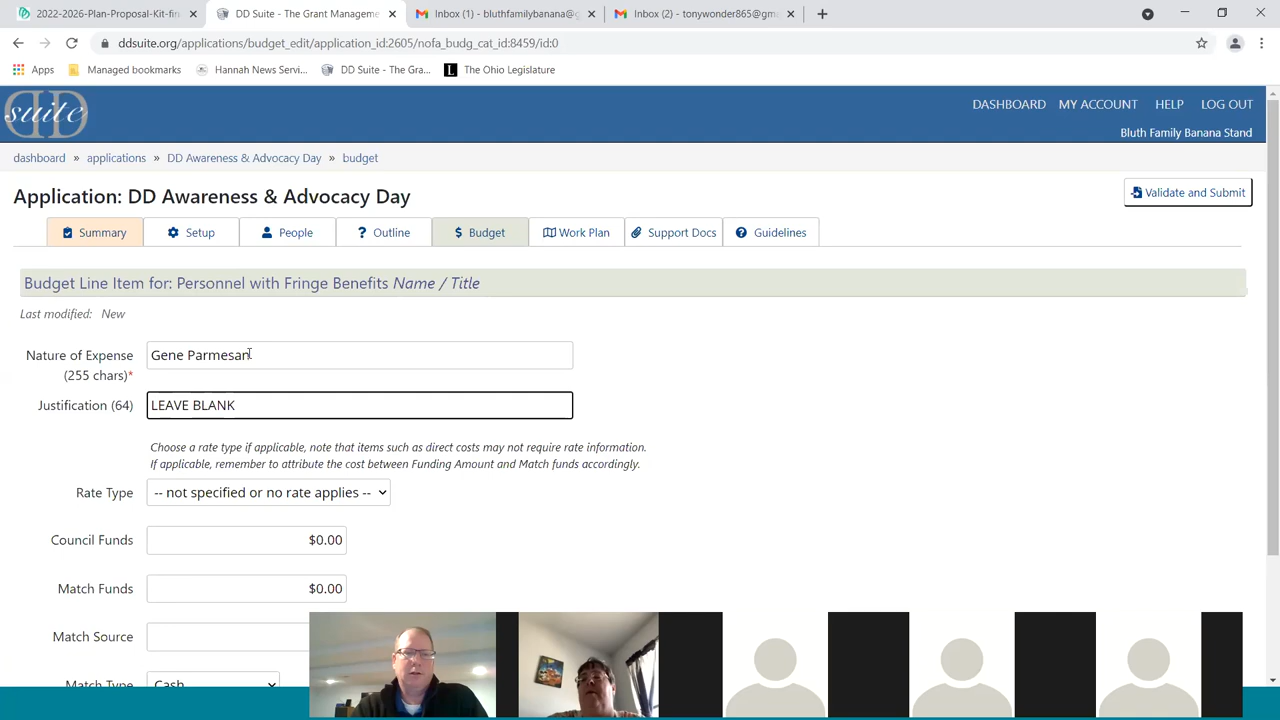 2022-2026-Plan-Proposal-Kit-fin
DD Suite - The Grant Manageme
Inbox (1) - bluthfamilybanana@g
Inbox (2) - tonywonder865@gm
ddsuite.org/applications/budget_edit/application_id:2605/nofa_budg_cat_id:8459/id:0
Apps
Managed bookmarks
Hannah News Servi...
DD Suite - The Gra...
The Ohio Legislature
DD suite
DASHBOARD MY ACCOUNT HELP LOG OUT
Bluth Family Banana Stand
dashboard » applications » DD Awareness & Advocacy Day » budget
Application: DD Awareness & Advocacy Day
Validate and Submit
Summary
Setup
People
? Outline
$ Budget
Work Plan
Support Docs
Guidelines
Budget Line Item for: Personnel with Fringe Benefits Name / Title
Last modified: New
Nature of Expense
(255 chars)*
Gene Parmesan
Justification (64)
LEAVE BLANK
Choose a rate type if applicable, note that items such as direct costs may not require rate information.
If applicable, remember to attribute the cost between Funding Amount and Match funds accordingly.
Rate Type
-- not specified or no rate applies --
Council Funds
$0.00
Match Funds
$0.00
Match Source
Match Type
Cash